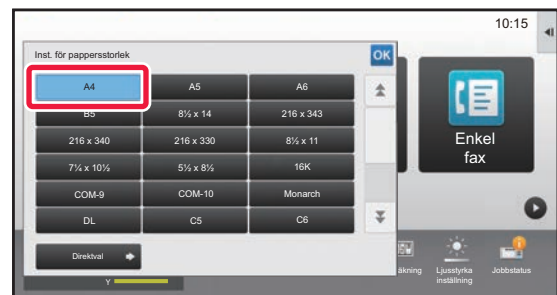 10:15
Inst. för pappersstorlek
OK
A4 A5 A6
B5 8½ x 14 216 x 343
216 x 340 216 x 330 8½ x 11
7¼ x 10½ 5½ x 8½ 16K
COM-9 COM-10 Monarch
DL C5 C6
Direktval
Enkel
fax
äkning
Ljusstyrka
inställning
Jobbstatus
Y